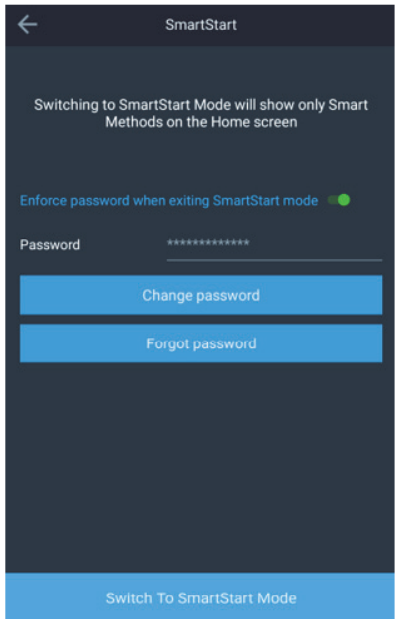 SmartStart
Switching to SmartStart Mode will show only Smart
Methods on the Home screen
Enforce password when exiting SmartStart mode
Password *************
Change password
Forgot password
Switch To SmartStart Mode